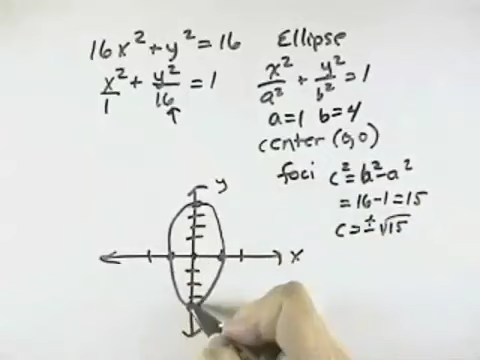 16x² + y² = 16
x²/1 + y²/16 = 1
Ellipse
x²/a² + y²/b² = 1
a=1 b=4
center (0,0)
foci c² = b² - a²
= 16 - 1 = 15
c = ± √15
y
x